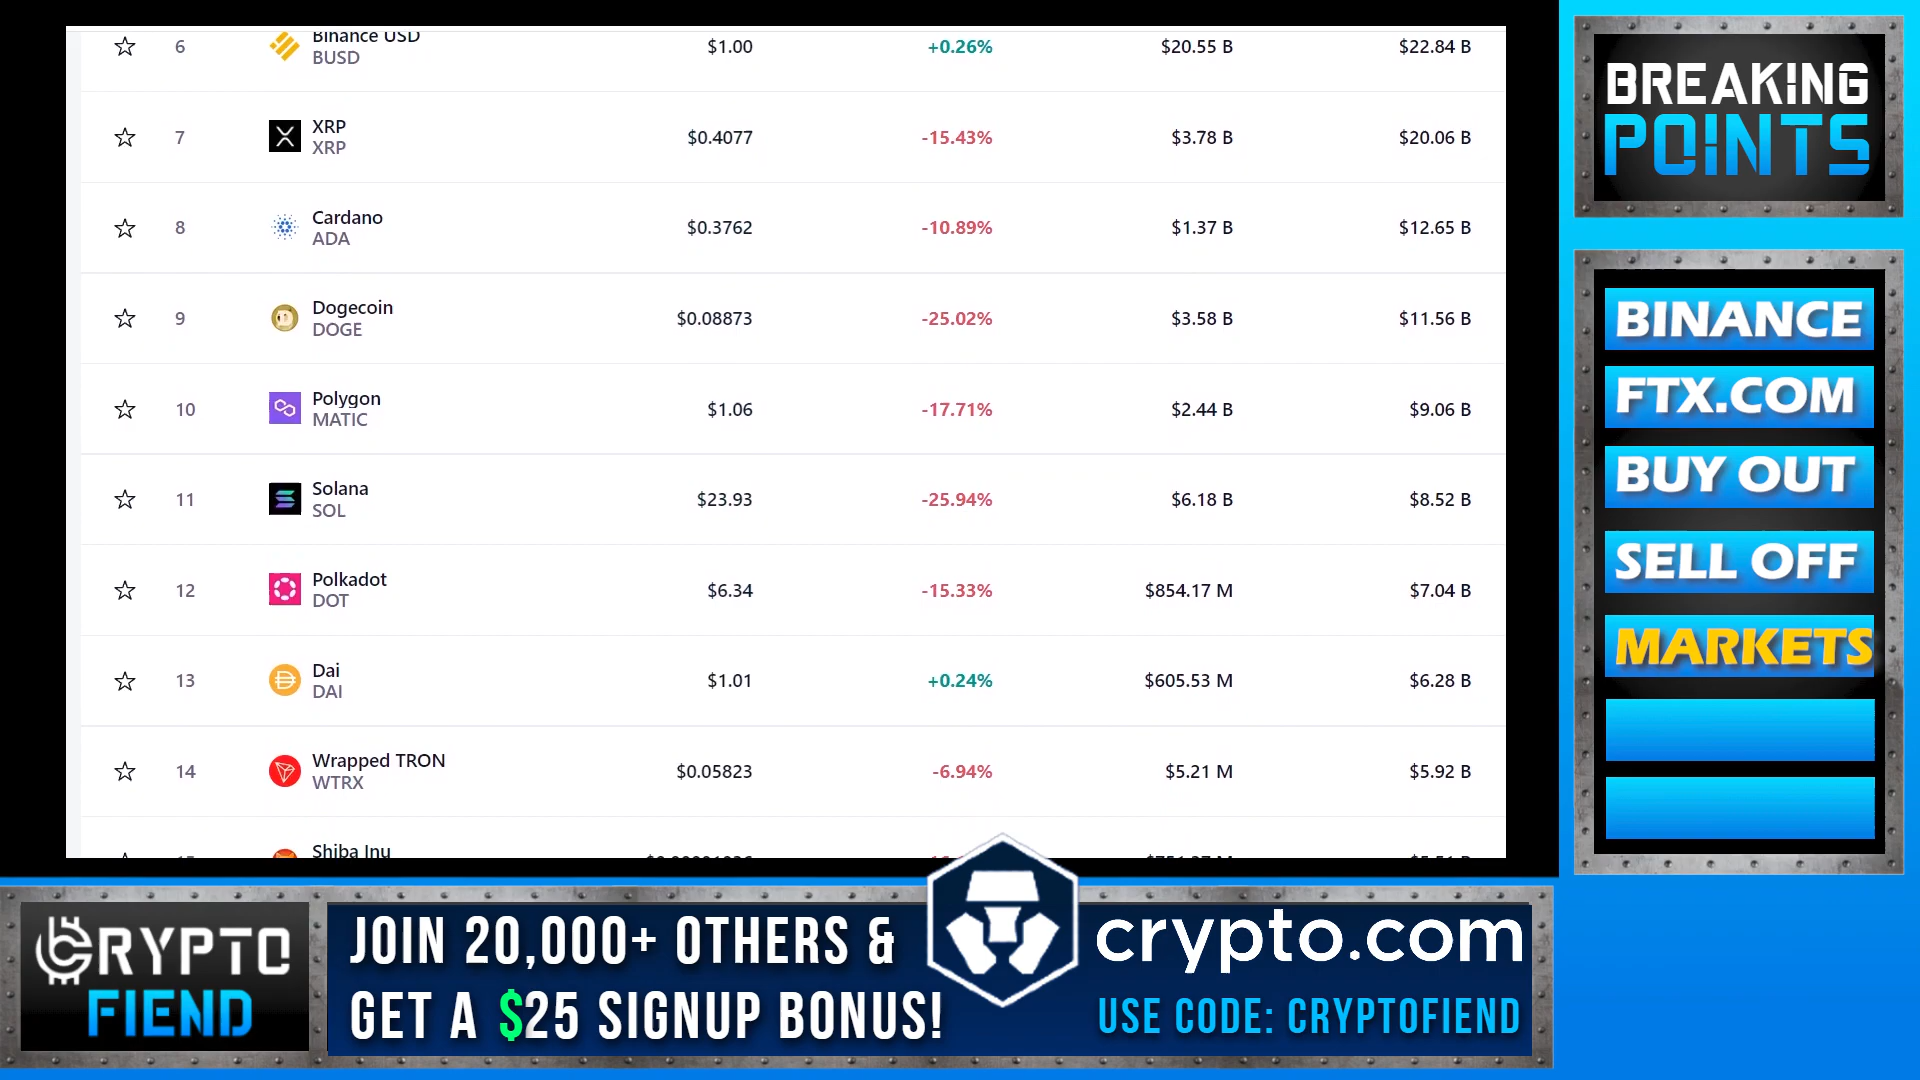 6 Binance USD $1.00 +0.26% $20.55 B $22.84 B
BUSD
7 XRP $0.4077 -15.43% $3.78 B $20.06 B
XRP
8 Cardano $0.3762 -10.89% $1.37 B $12.65 B
ADA
9 Dogecoin $0.08873 -25.02% $3.58 B $11.56 B
DOGE
10 Polygon $1.06 -17.71% $2.44 B $9.06 B
MATIC
11 Solana $23.93 -25.94% $6.18 B $8.52 B
SOL
12 Polkadot $6.34 -15.33% $854.17 M $7.04 B
DOT
13 Dai $1.01 +0.24% $605.53 M $6.28 B
DAI
14 Wrapped TRON $0.05823 -6.94% $5.21 M $5.92 B
WTRX
Shiba Inu
BREAKING
POINTS
BINANCE
FTX.COM
BUY OUT
SELL OFF
MARKETS
CRYPTO
FIEND
JOIN 20,000+ OTHERS &
GET A $25 SIGNUP BONUS!
crypto.com
USE CODE: CRYPTOFIEND